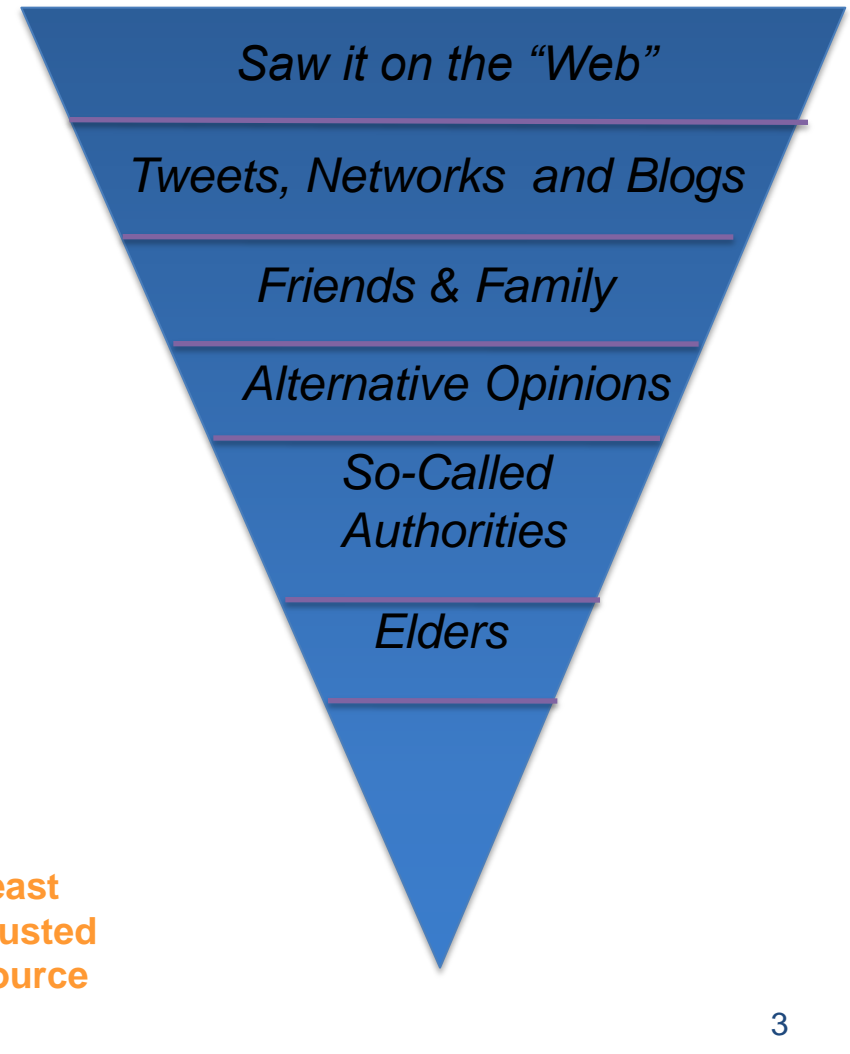 Saw it on the “Web”
Tweets, Networks and Blogs
Friends & Family
Alternative Opinions
So-Called
Authorities
Elders
east
usted
ource
3